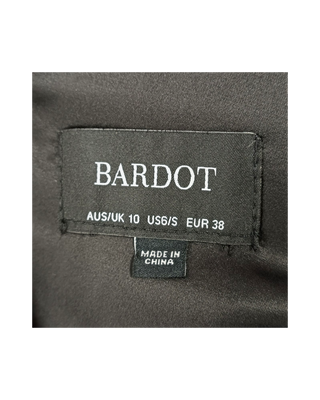 BARDOT
AUS/UK 10 US6/S EUR 38
MADE IN
CHINA